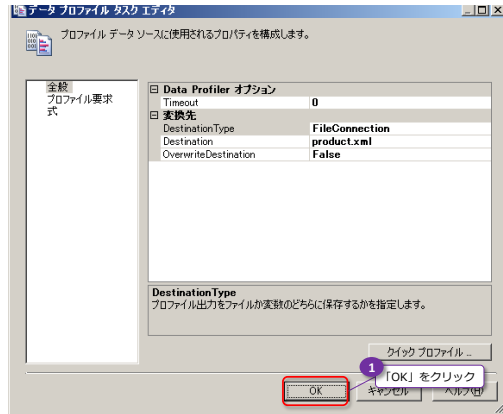 データ プロファイル タスク エディタ
プロファイル データ ソースに使用されるプロパティを構成します。
全般
プロファイル要求
式
Data Profiler オプション
Timeout 0
変換先
DestinationType FileConnection
Destination product.xml
OverwriteDestination False
DestinationType
プロファイル出力をファイルか変数のどちらに保存するかを指定します。
クイック プロファイル...
1
「OK」をクリック
OK キャンセル ヘルプ(H)